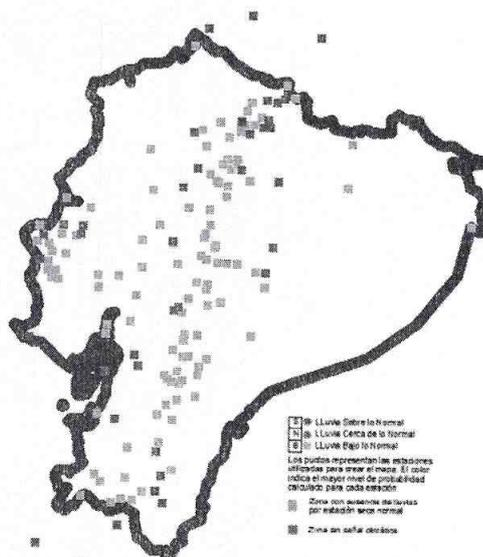 S LLuvia Sobre lo Normal
N LLuvia Cerca de lo Normal
B LLuvia Bajo lo Normal
Los puntos representan las estaciones
utilizadas para crear el mapa. El color
indica el mayor nivel de probabilidad
calculado para cada estación
Zona con ausencia de lluvias
por estación seca normal
Zona sin señal climática